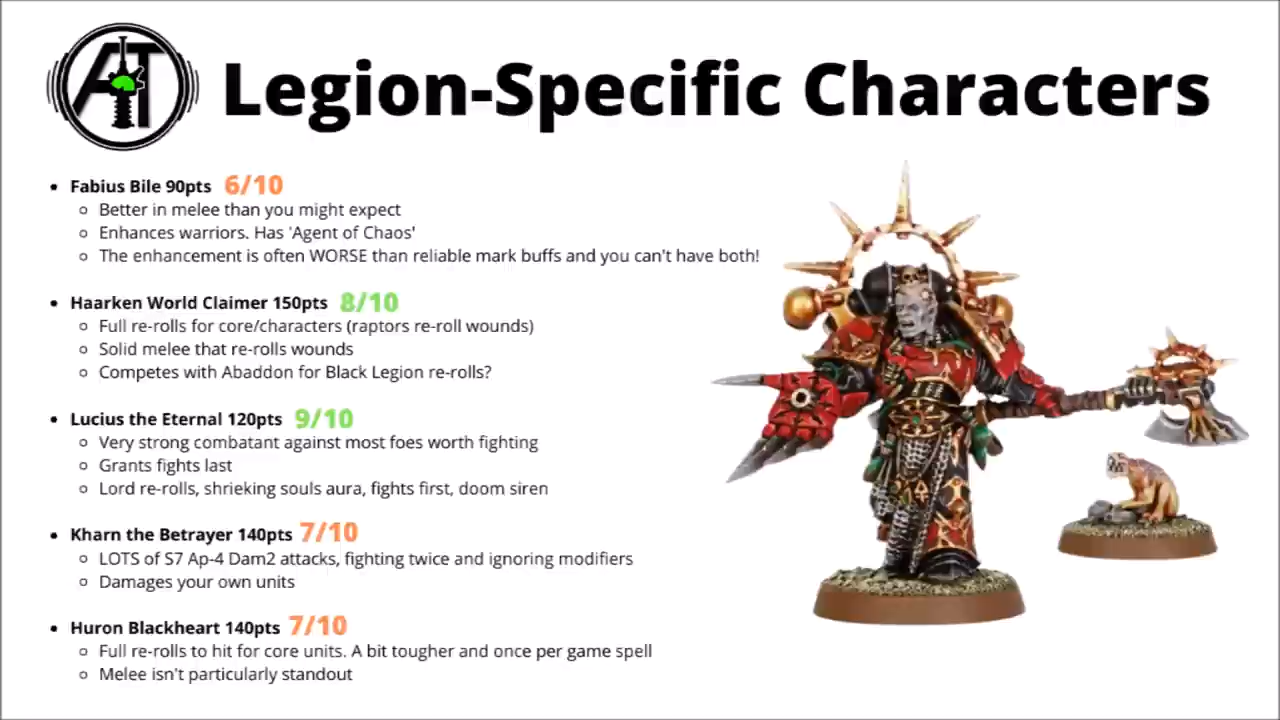 AT
Legion-Specific Characters
Fabius Bile 90pts 6/10
Better in melee than you might expect
Enhances warriors. Has 'Agent of Chaos'
The enhancement is often WORSE than reliable mark buffs and you can't have both!
Haarken World Claimer 150pts 8/10
Full re-rolls for core/characters (raptors re-roll wounds)
Solid melee that re-rolls wounds
Competes with Abaddon for Black Legion re-rolls?
Lucius the Eternal 120pts 9/10
Very strong combatant against most foes worth fighting
Grants fights last
Lord re-rolls, shrieking souls aura, fights first, doom siren
Kharn the Betrayer 140pts 7/10
LOTS of S7 Ap-4 Dam2 attacks, fighting twice and ignoring modifiers
Damages your own units
Huron Blackheart 140pts 7/10
Full re-rolls to hit for core units. A bit tougher and once per game spell
Melee isn't particularly standout